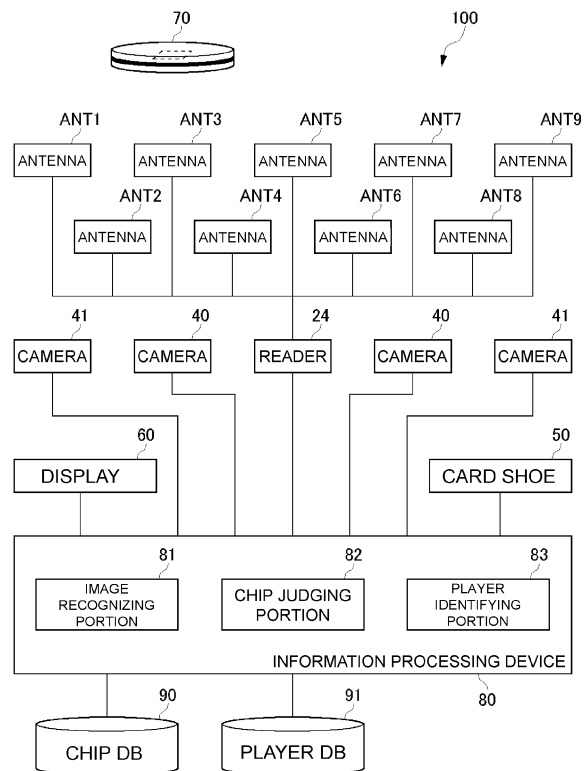 70
100
ANT1 ANT3 ANT5 ANT7 ANT9
ANTENNA ANTENNA ANTENNA ANTENNA ANTENNA
ANT2 ANT4 ANT6 ANT8
ANTENNA ANTENNA ANTENNA ANTENNA
41 40 24 40 41
CAMERA CAMERA READER CAMERA CAMERA
60 50
DISPLAY CARD SHOE
81 82 83
IMAGE
RECOGNIZING
PORTION
CHIP JUDGING
PORTION
PLAYER
IDENTIFYING
PORTION
INFORMATION PROCESSING DEVICE
80
90 91
CHIP DB PLAYER DB